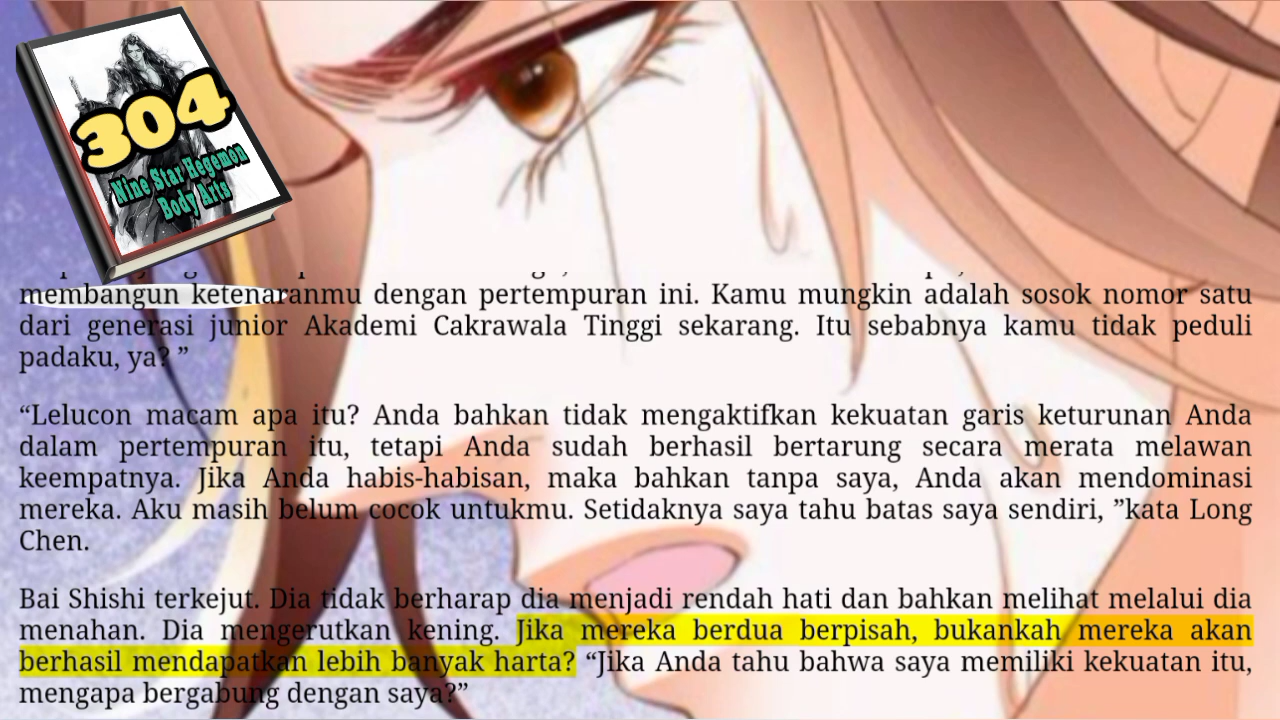 304
Nine Star Hegemon
Body Arts
membangun ketenaranmu dengan pertempuran ini. Kamu mungkin adalah sosok nomor satu
dari generasi junior Akademi Cakrawala Tinggi sekarang. Itu sebabnya kamu tidak peduli
padaku, ya? ”
“Lelucon macam apa itu? Anda bahkan tidak mengaktifkan kekuatan garis keturunan Anda
dalam pertempuran itu, tetapi Anda sudah berhasil bertarung secara merata melawan
keempatnya. Jika Anda habis-habisan, maka bahkan tanpa saya, Anda akan mendominasi
mereka. Aku masih belum cocok untukmu. Setidaknya saya tahu batas saya sendiri, ”kata Long
Chen.
Bai Shishi terkejut. Dia tidak berharap dia menjadi rendah hati dan bahkan melihat melalui dia
menahan. Dia mengerutkan kening. Jika mereka berdua berpisah, bukankah mereka akan
berhasil mendapatkan lebih banyak harta? “Jika Anda tahu bahwa saya memiliki kekuatan itu,
mengapa bergabung dengan saya?”